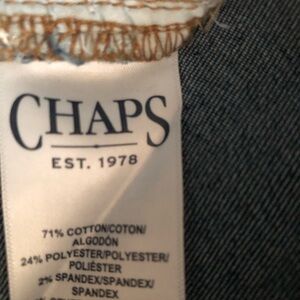 CHAPS
EST. 1978
71% COTTON/COTON/
ALGODÓN
24% POLYESTER/POLYESTER/
POLIÉSTER
2% SPANDEX/SPANDEX/
SPANDEX